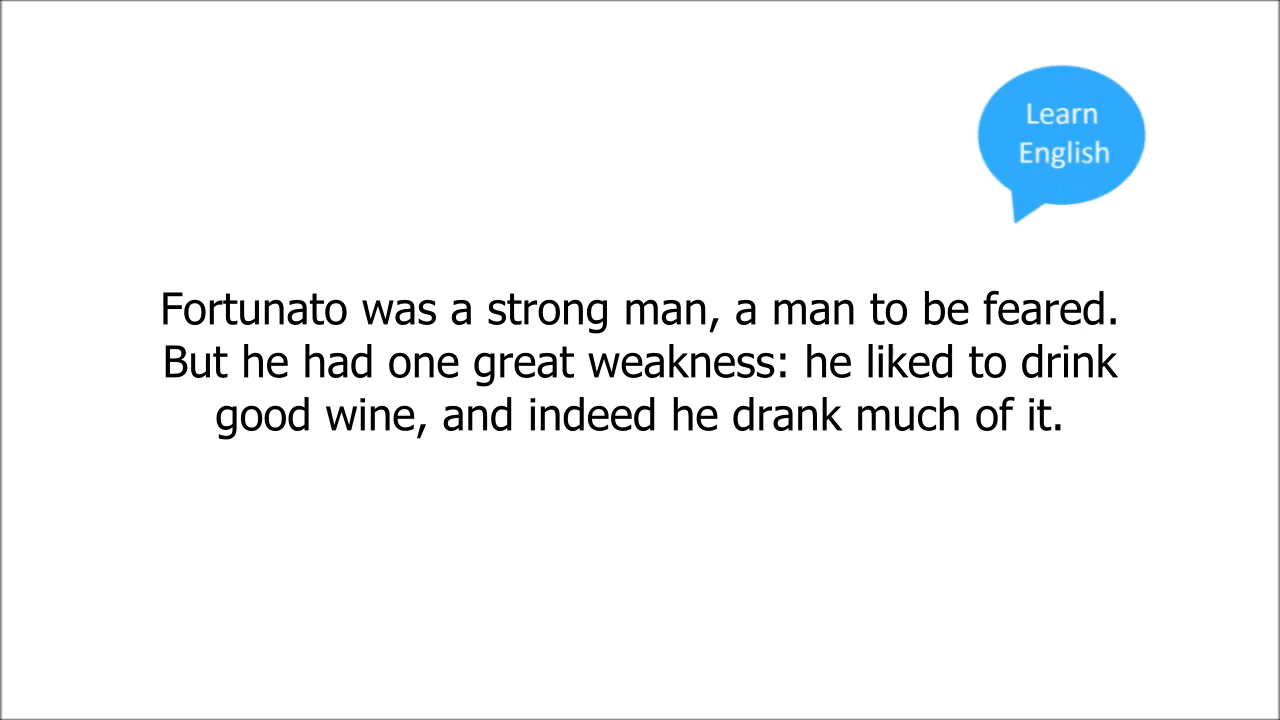 Learn
English
Fortunato was a strong man, a man to be feared.
But he had one great weakness: he liked to drink
good wine, and indeed he drank much of it.